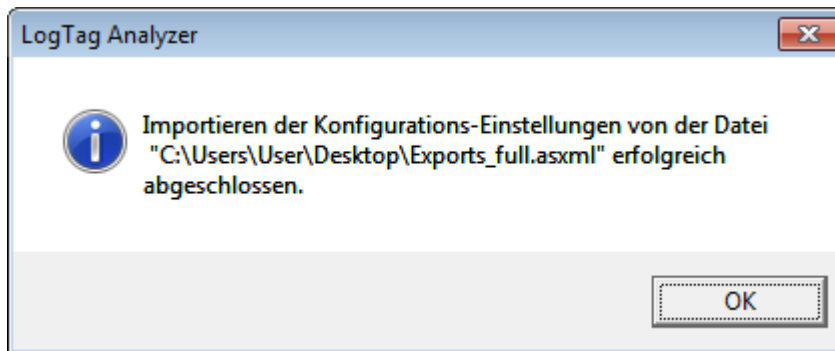 LogTag Analyzer
Importieren der Konfigurations-Einstellungen von der Datei
"C:\Users\User\Desktop\Exports_full.asxml" erfolgreich
abgeschlossen.
OK